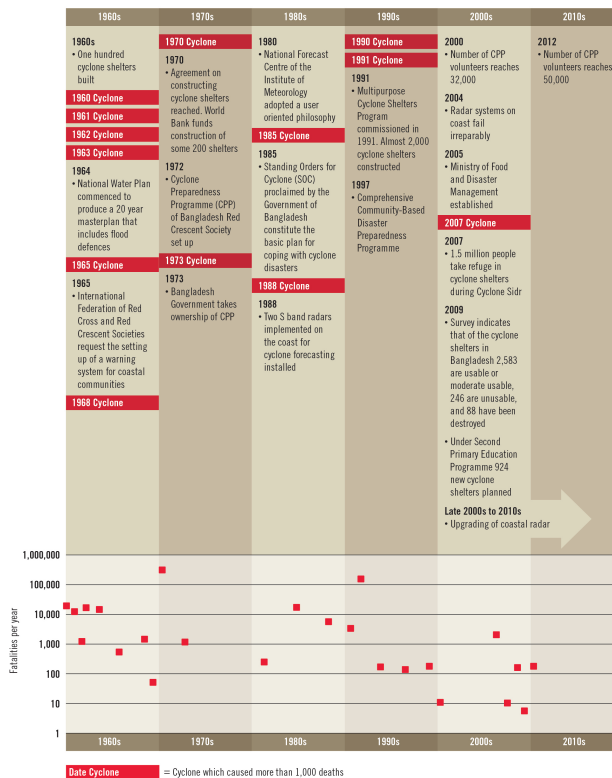 1960s 1970s 1980s 1990s 2000s 2010s
1960s
• One hundred
cyclone shelters
built
1960 Cyclone
1961 Cyclone
1962 Cyclone
1963 Cyclone
1964
• National Water Plan
commenced to
produce a 20 year
masterplan that
includes flood
defences
1965 Cyclone
1965
• International
Federation of Red
Cross and Red
Crescent Societies
request the setting
up of a warning
system for coastal
communities
1968 Cyclone
1970 Cyclone
1970
• Agreement on
constructing
cyclone shelters
reached. World
Bank funds
construction of
some 200 shelters
1972
• Cyclone
Preparedness
Programme (CPP)
of Bangladesh Red
Crescent Society
set up
1973 Cyclone
1973
• Bangladesh
Government takes
ownership of CPP
1980
• National Forecast
Centre of the
Institute of
Meteorology
adopted a user
oriented philosophy
1985 Cyclone
1985
• Standing Orders for
Cyclone (SOC)
proclaimed by the
Government of
Bangladesh
constitute the
basic plan for
coping with cyclone
disasters
1988 Cyclone
1988
• Two S band radars
implemented on
the coast for
cyclone forecasting
installed
1990 Cyclone
1991 Cyclone
1991
• Multipurpose
Cyclone Shelters
Program
commissioned in
1991. Almost 2,000
cyclone shelters
constructed
1997
• Comprehensive
Community-Based
Disaster
Preparedness
Programme
2000
• Number of CPP
volunteers reaches
32,000
2004
• Radar systems on
coast fail
irreparably
2005
• Ministry of Food
and Disaster
Management
established
2007 Cyclone
2007
• 1.5 million people
take refuge in
cyclone shelters
during Cyclone Sidr
2009
• Survey indicates
that of the cyclone
shelters in
Bangladesh 2,583
are usable or
moderate usable,
246 are unusable,
and 88 have been
destroyed
• Under Second
Primary Education
Programme 924
new cyclone
shelters planned
Late 2000s to 2010s
• Upgrading of coastal radar
2012
• Number of CPP
volunteers reaches
50,000
Fatalities per year
1,000,000
100,000
10,000
1,000
100
10
1
1960s 1970s 1980s 1990s 2000s 2010s
Date Cyclone = Cyclone which caused more than 1,000 deaths